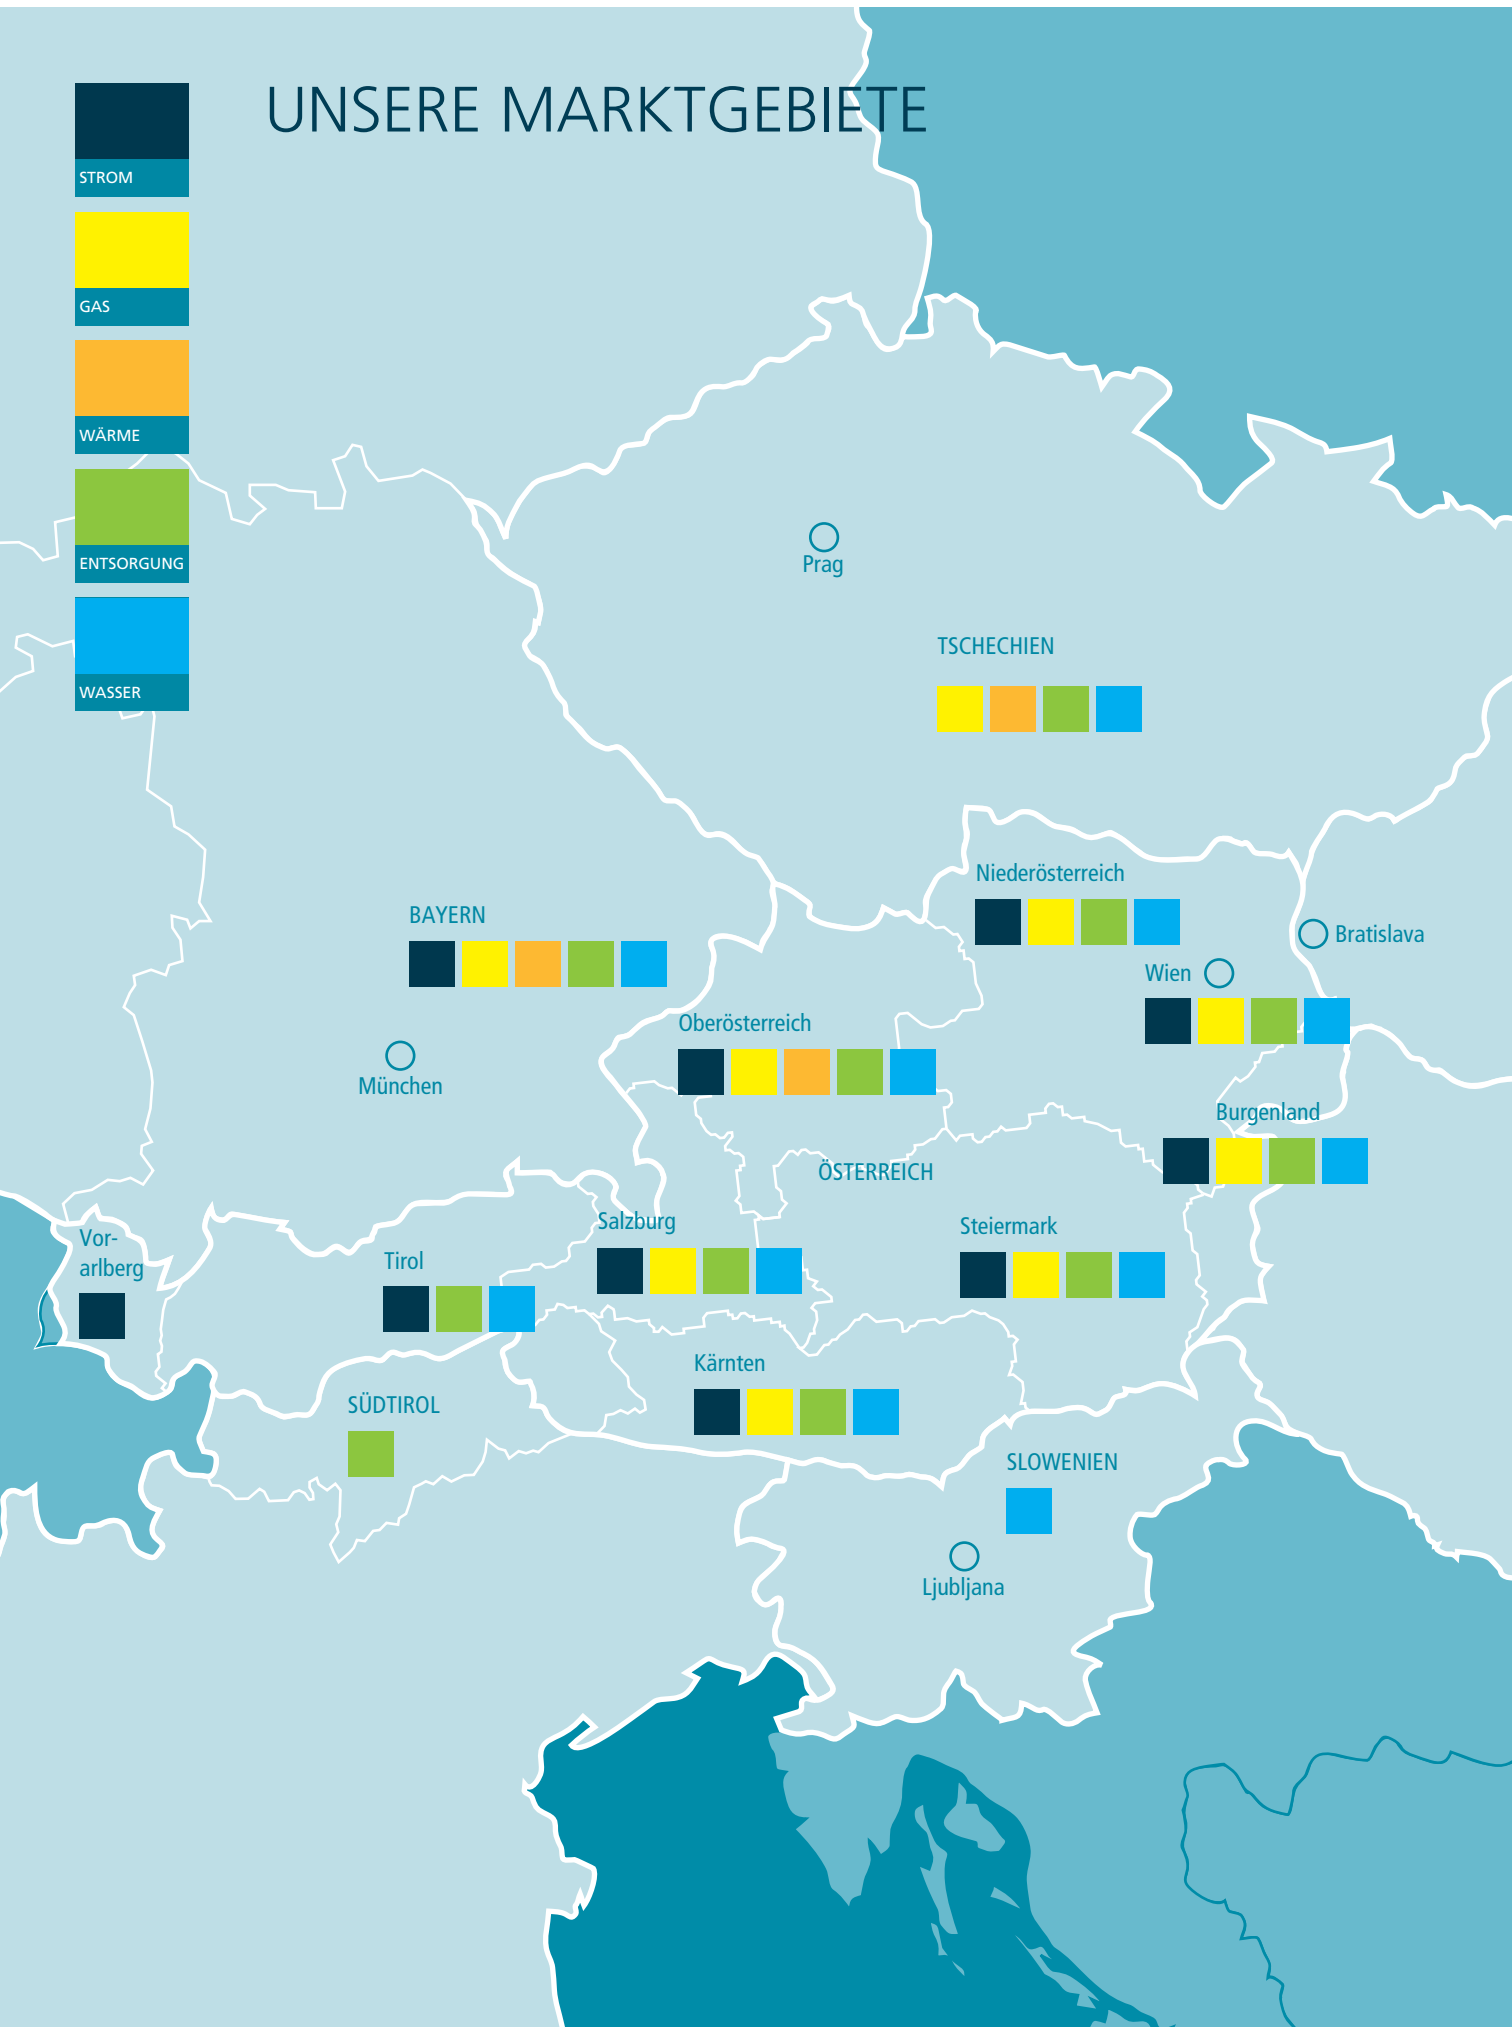 UNSERE MARKTGEBIETE
STROM
GAS
WÄRME
ENTSORGUNG
WASSER
Prag
TSCHECHIEN
Niederösterreich
BAYERN
Bratislava
Wien
Oberösterreich
München
Burgenland
ÖSTERREICH
Salzburg
Steiermark
Vor-
arlberg
Tirol
Kärnten
SÜDTIROL
SLOWENIEN
Ljubljana